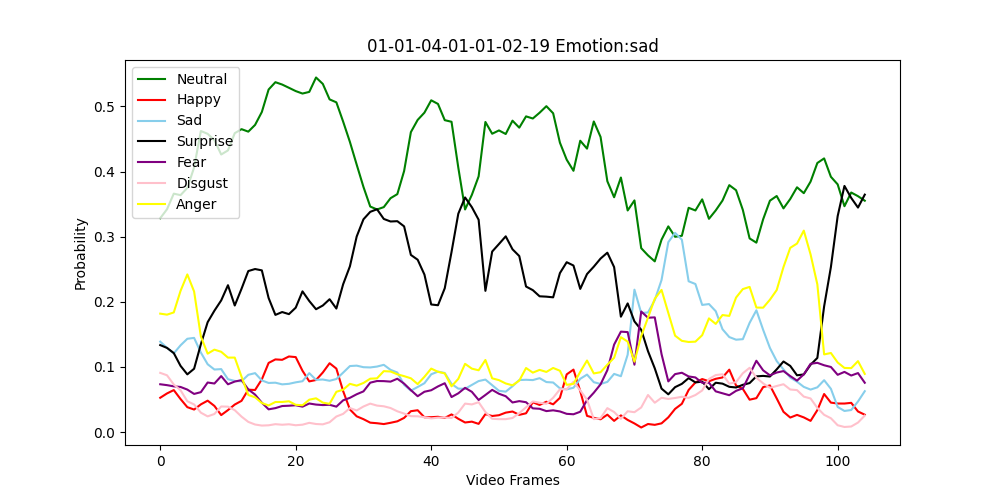 01-01-04-01-01-02-19 Emotion:sad
Neutral
Happy
Sad
Surprise
Fear
Disgust
Anger
Probability
0.5
0.4
0.3
0.2
0.1
0.0
0 20 40 60 80 100
Video Frames